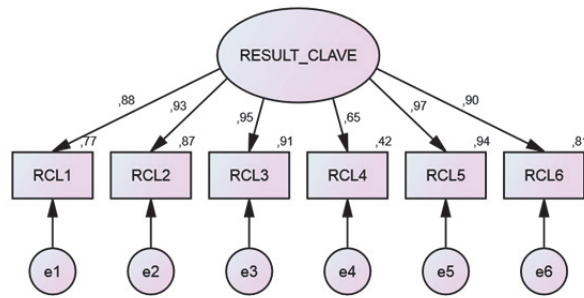 RESULT_CLAVE
,88
,93
,95
,65
,97
,90
,77
,87
,91
,42
,94
,81
RCL1
RCL2
RCL3
RCL4
RCL5
RCL6
e1
e2
e3
e4
e5
e6